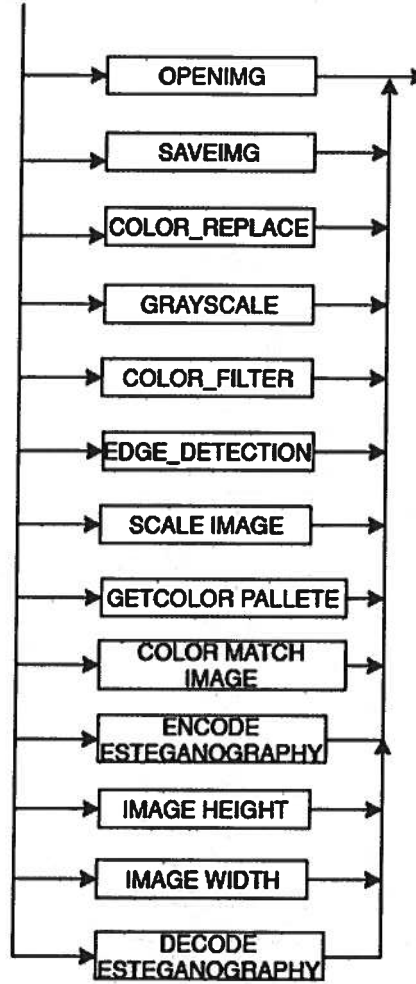 OPENIMG
SAVEIMG
COLOR_REPLACE
GRAYSCALE
COLOR_FILTER
EDGE_DETECTION
SCALE IMAGE
GETCOLOR PALLETE
COLOR MATCH
IMAGE
ENCODE
ESTEGANOGRAPHY
IMAGE HEIGHT
IMAGE WIDTH
DECODE
ESTEGANOGRAPHY